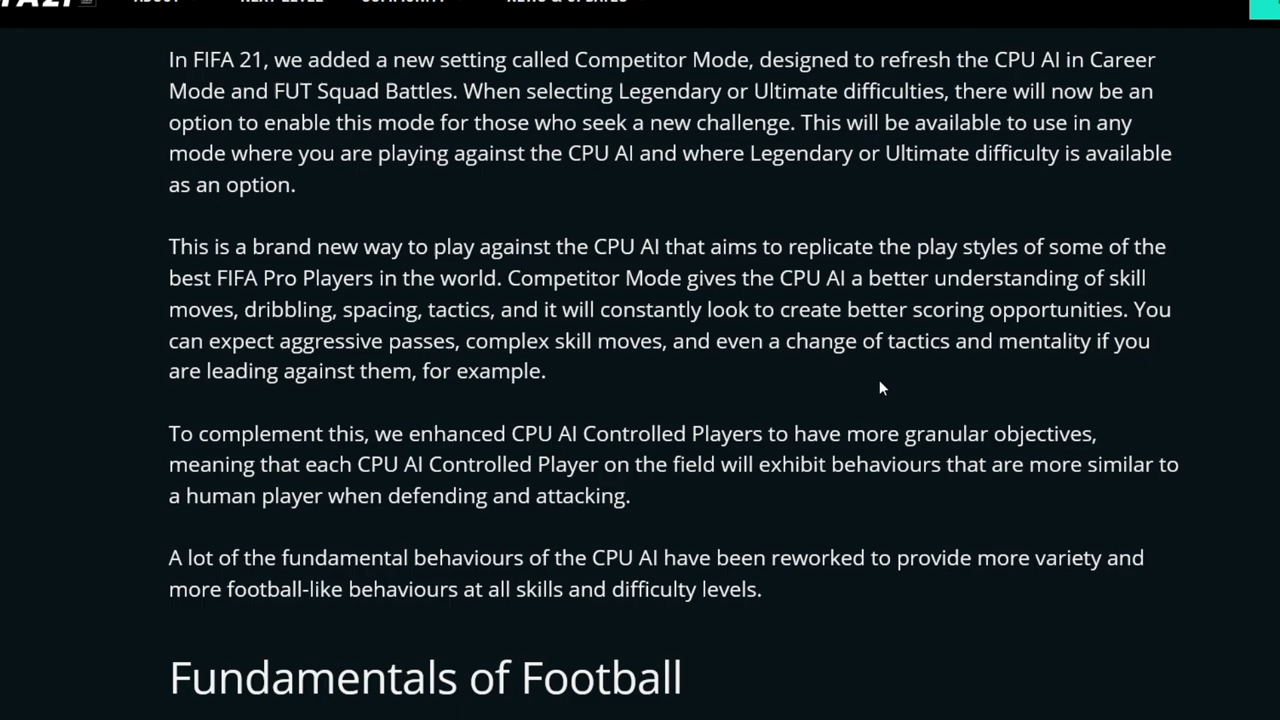 ABOUT NEXT LEVEL COMMUNITY NEWS & UPDATES
In FIFA 21, we added a new setting called Competitor Mode, designed to refresh the CPU AI in Career
Mode and FUT Squad Battles. When selecting Legendary or Ultimate difficulties, there will now be an
option to enable this mode for those who seek a new challenge. This will be available to use in any
mode where you are playing against the CPU AI and where Legendary or Ultimate difficulty is available
as an option.
This is a brand new way to play against the CPU AI that aims to replicate the play styles of some of the
best FIFA Pro Players in the world. Competitor Mode gives the CPU AI a better understanding of skill
moves, dribbling, spacing, tactics, and it will constantly look to create better scoring opportunities. You
can expect aggressive passes, complex skill moves, and even a change of tactics and mentality if you
are leading against them, for example.
To complement this, we enhanced CPU AI Controlled Players to have more granular objectives,
meaning that each CPU AI Controlled Player on the field will exhibit behaviours that are more similar to
a human player when defending and attacking.
A lot of the fundamental behaviours of the CPU AI have been reworked to provide more variety and
more football-like behaviours at all skills and difficulty levels.
Fundamentals of Football